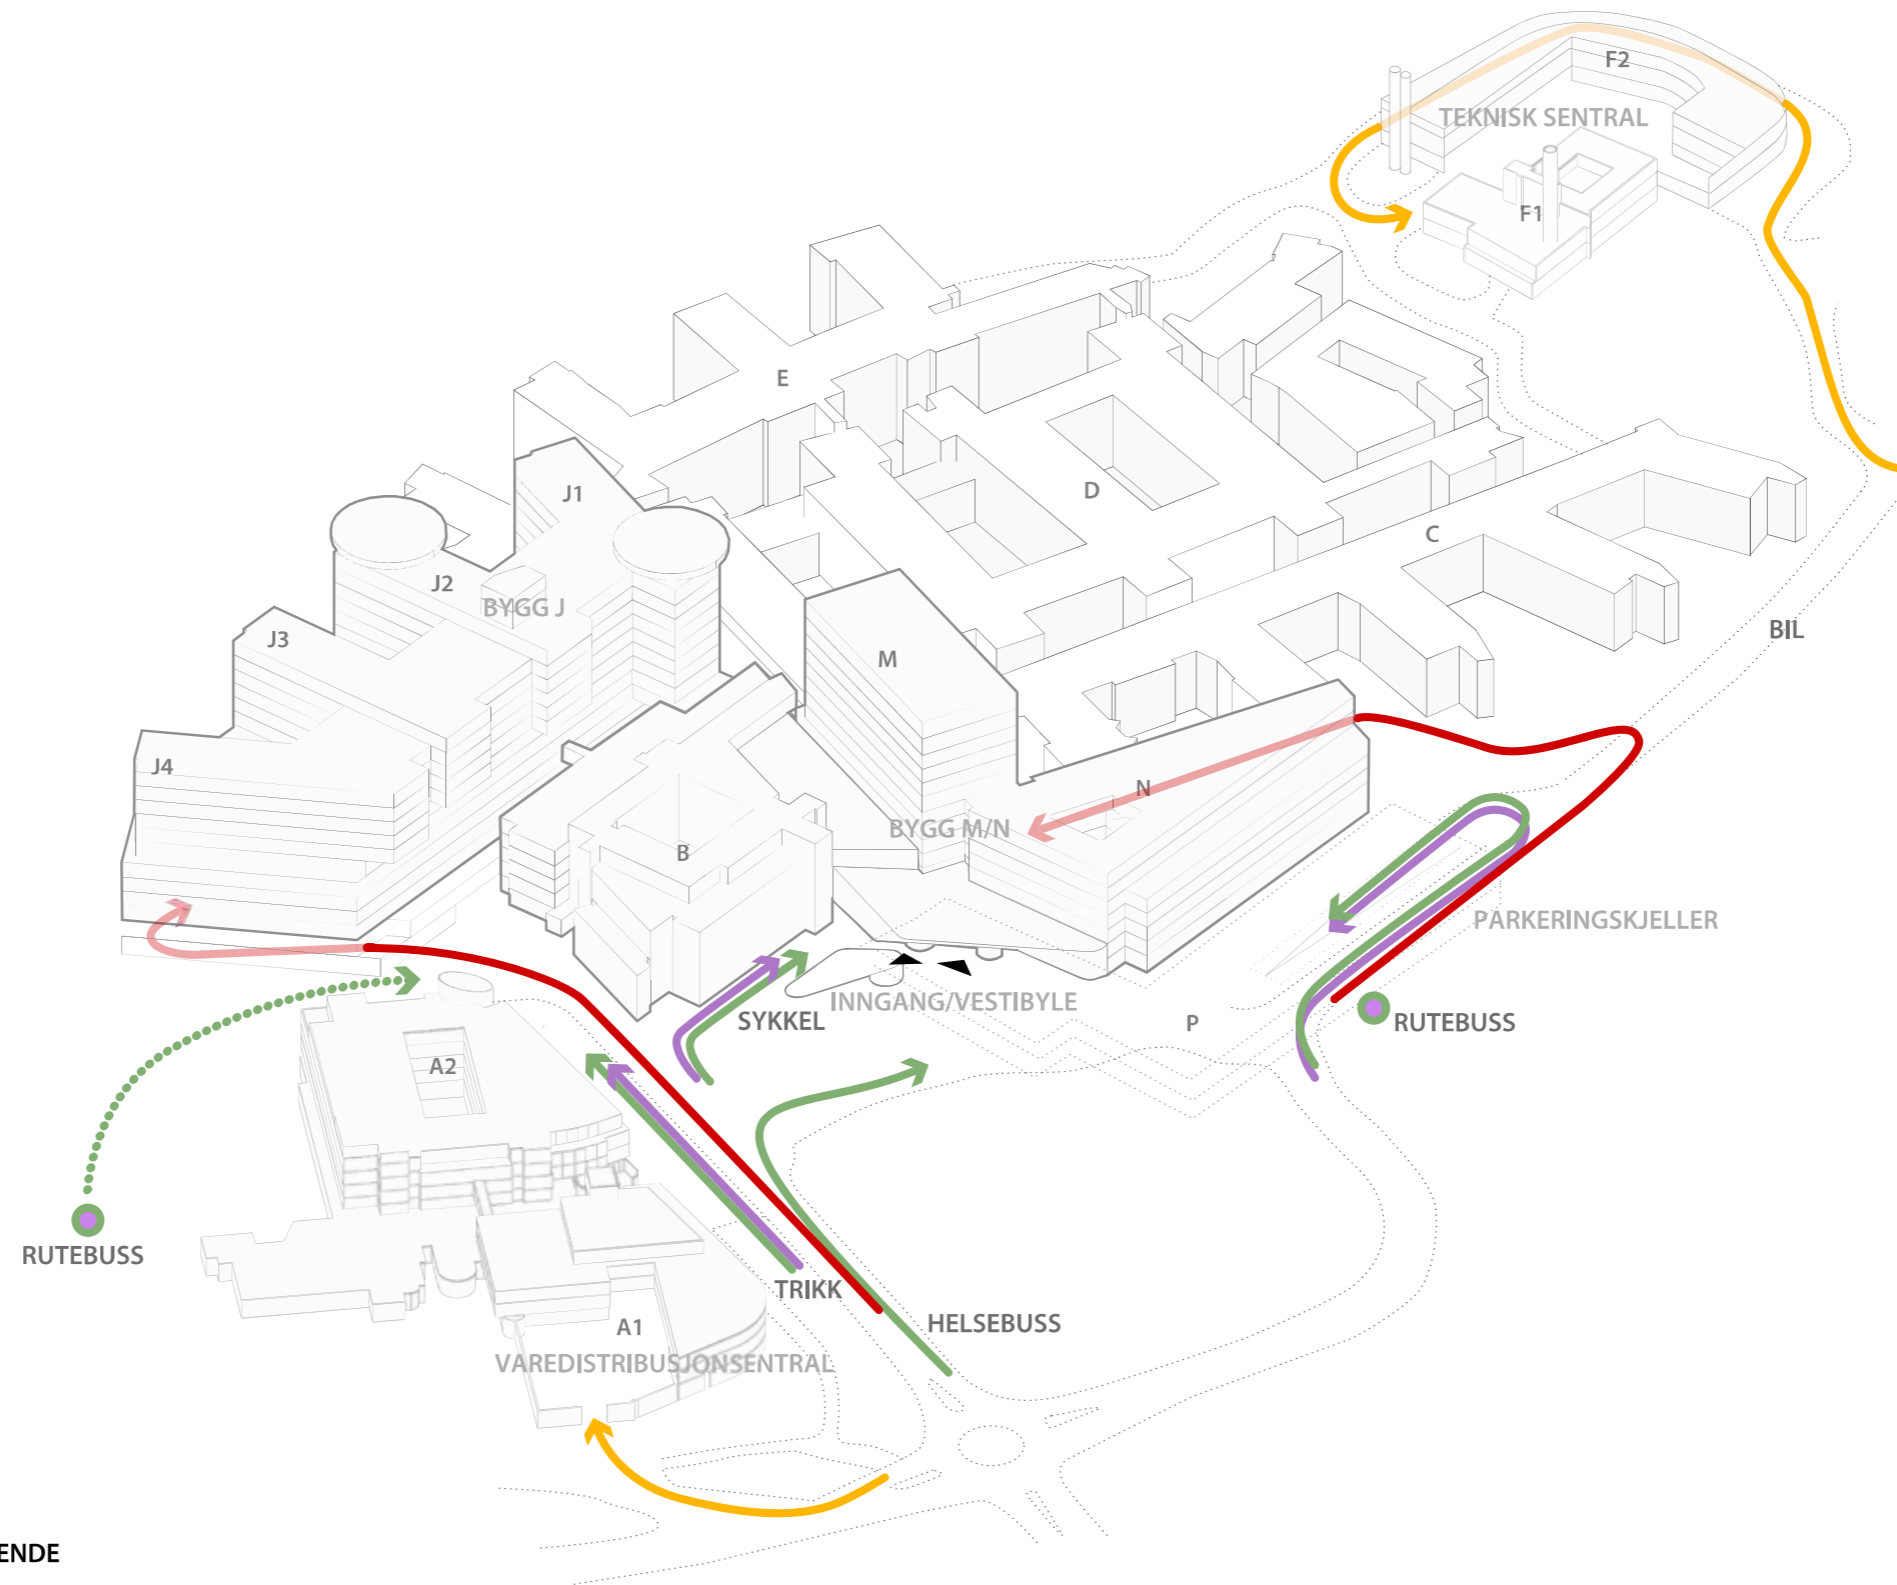 F2
TEKNISK SENTRAL
F1
E
J1
D
C
J2
BYGG J
J3
BIL
M
J4
N
BYGG M/N
B
PARKERINGSKJELLER
INNGANG/VESTIBYLE
SYKKEL
P
RUTEBUSS
A2
RUTEBUSS
TRIKK
HELSEBUSS
A1
VAREDISTRIBUSJONSENTRAL
ENDE